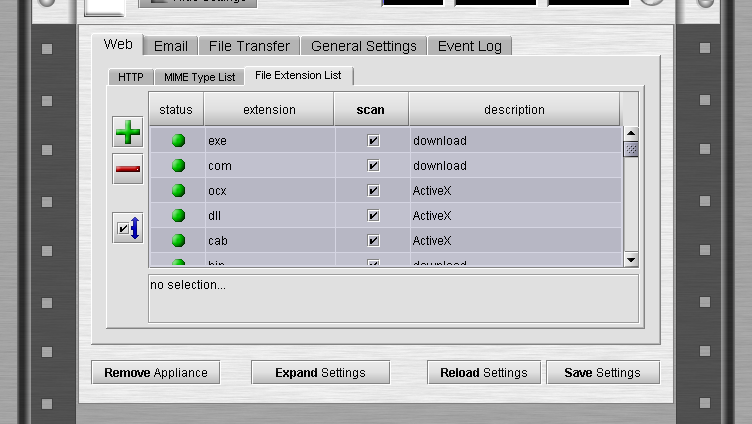 Web Email File Transfer General Settings Event Log
HTTP MIME Type List File Extension List
status extension scan description
exe download
com download
ocx ActiveX
dll ActiveX
cab ActiveX
no selection...
Remove Appliance Expand Settings Reload Settings Save Settings